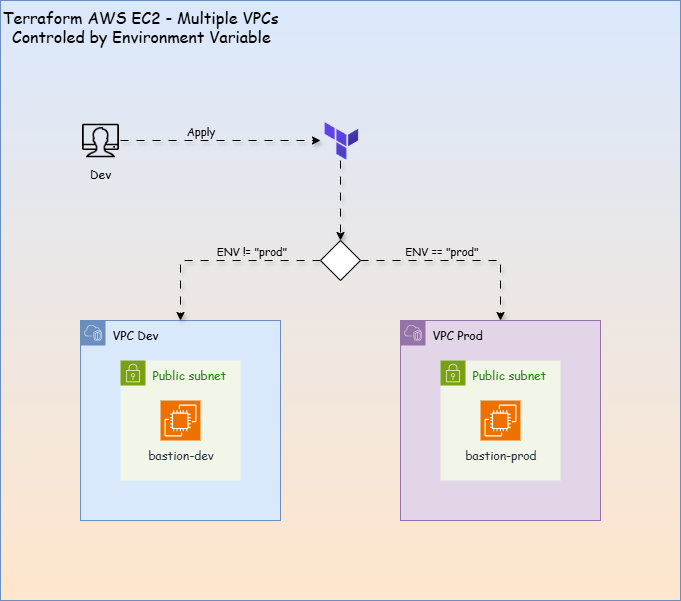 Terraform AWS EC2 - Multiple VPCs
Controled by Environment Variable
Apply
Dev
ENV != "prod"
ENV == "prod"
VPC Dev
VPC Prod
Public subnet
Public subnet
bastion-dev
bastion-prod